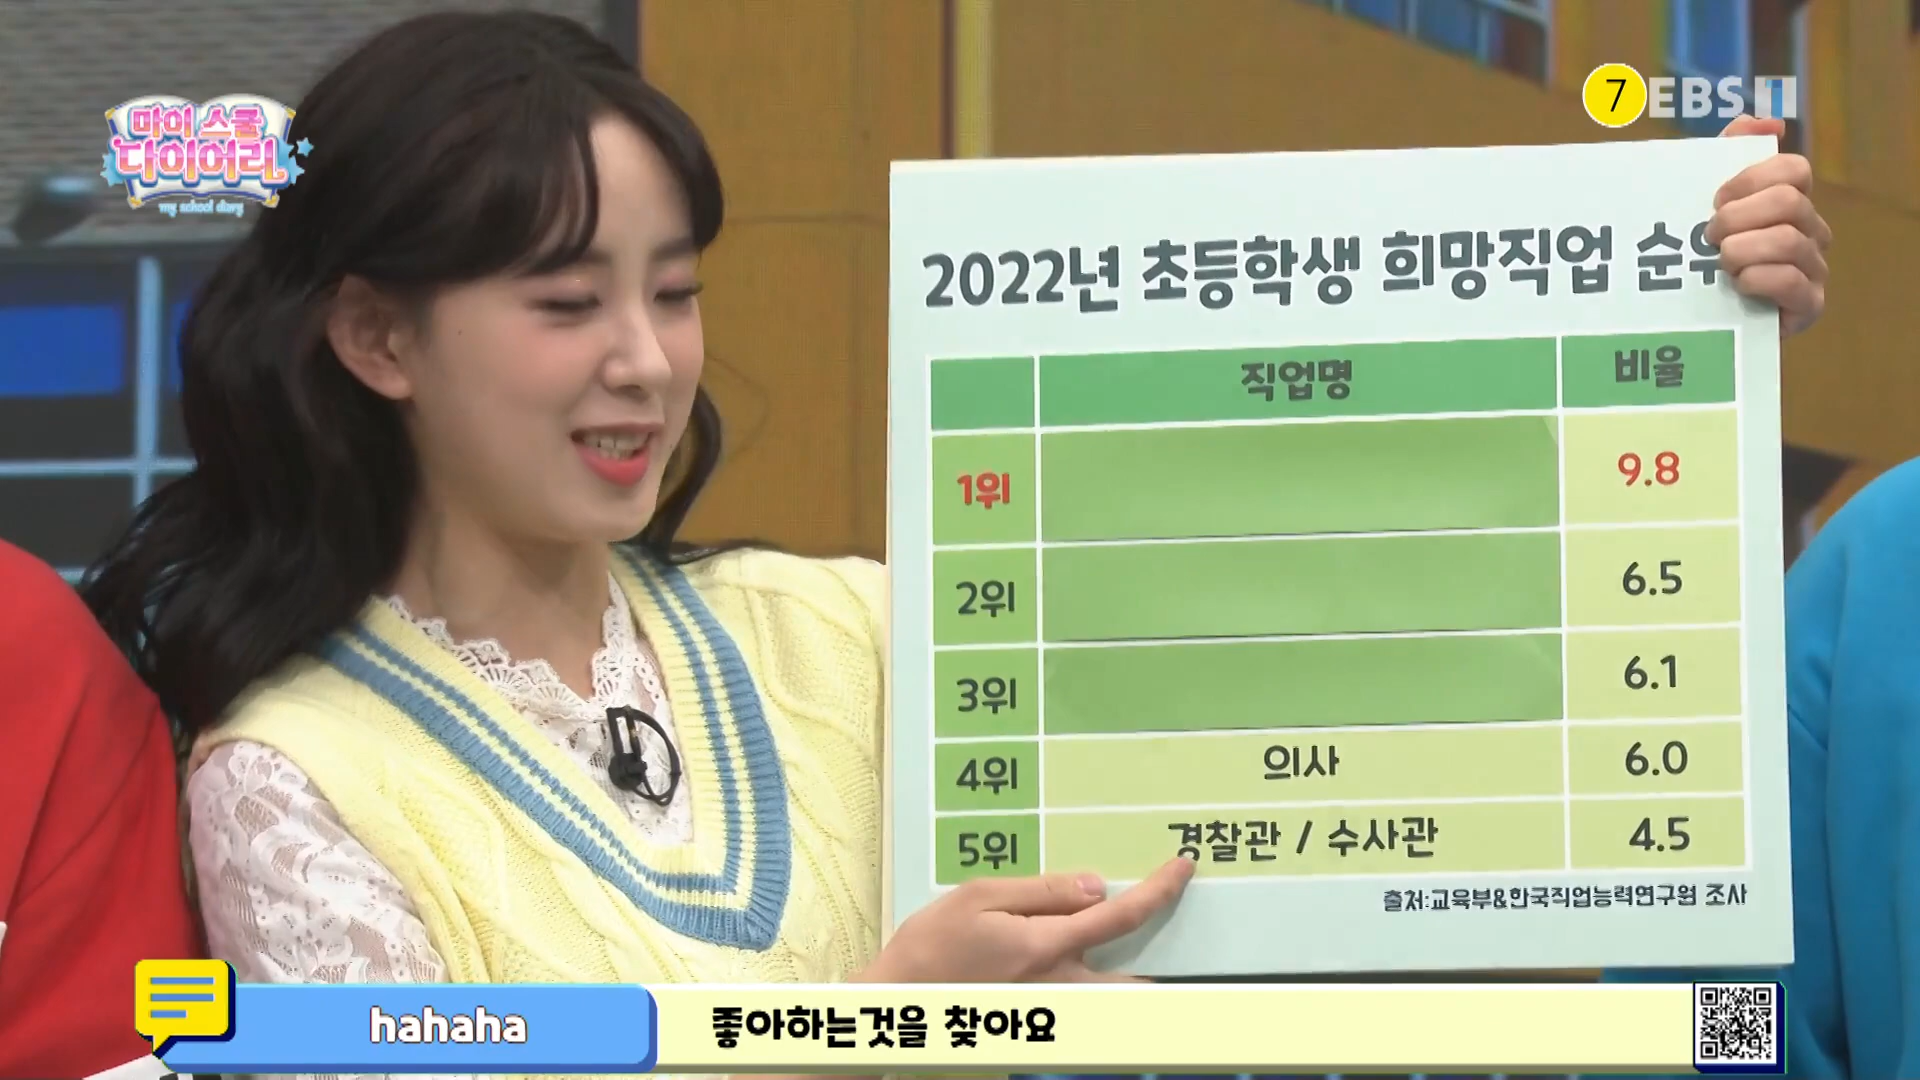 마이 스쿨
다이어리
my school diary
7 EBS 1
2022년 초등학생 희망직업 순위
직업명 비율
1위 9.8
2위 6.5
3위 6.1
4위 의사 6.0
5위 경찰관 / 수사관 4.5
출처:교육부&한국직업능력연구원 조사
hahaha 좋아하는것을 찾아요